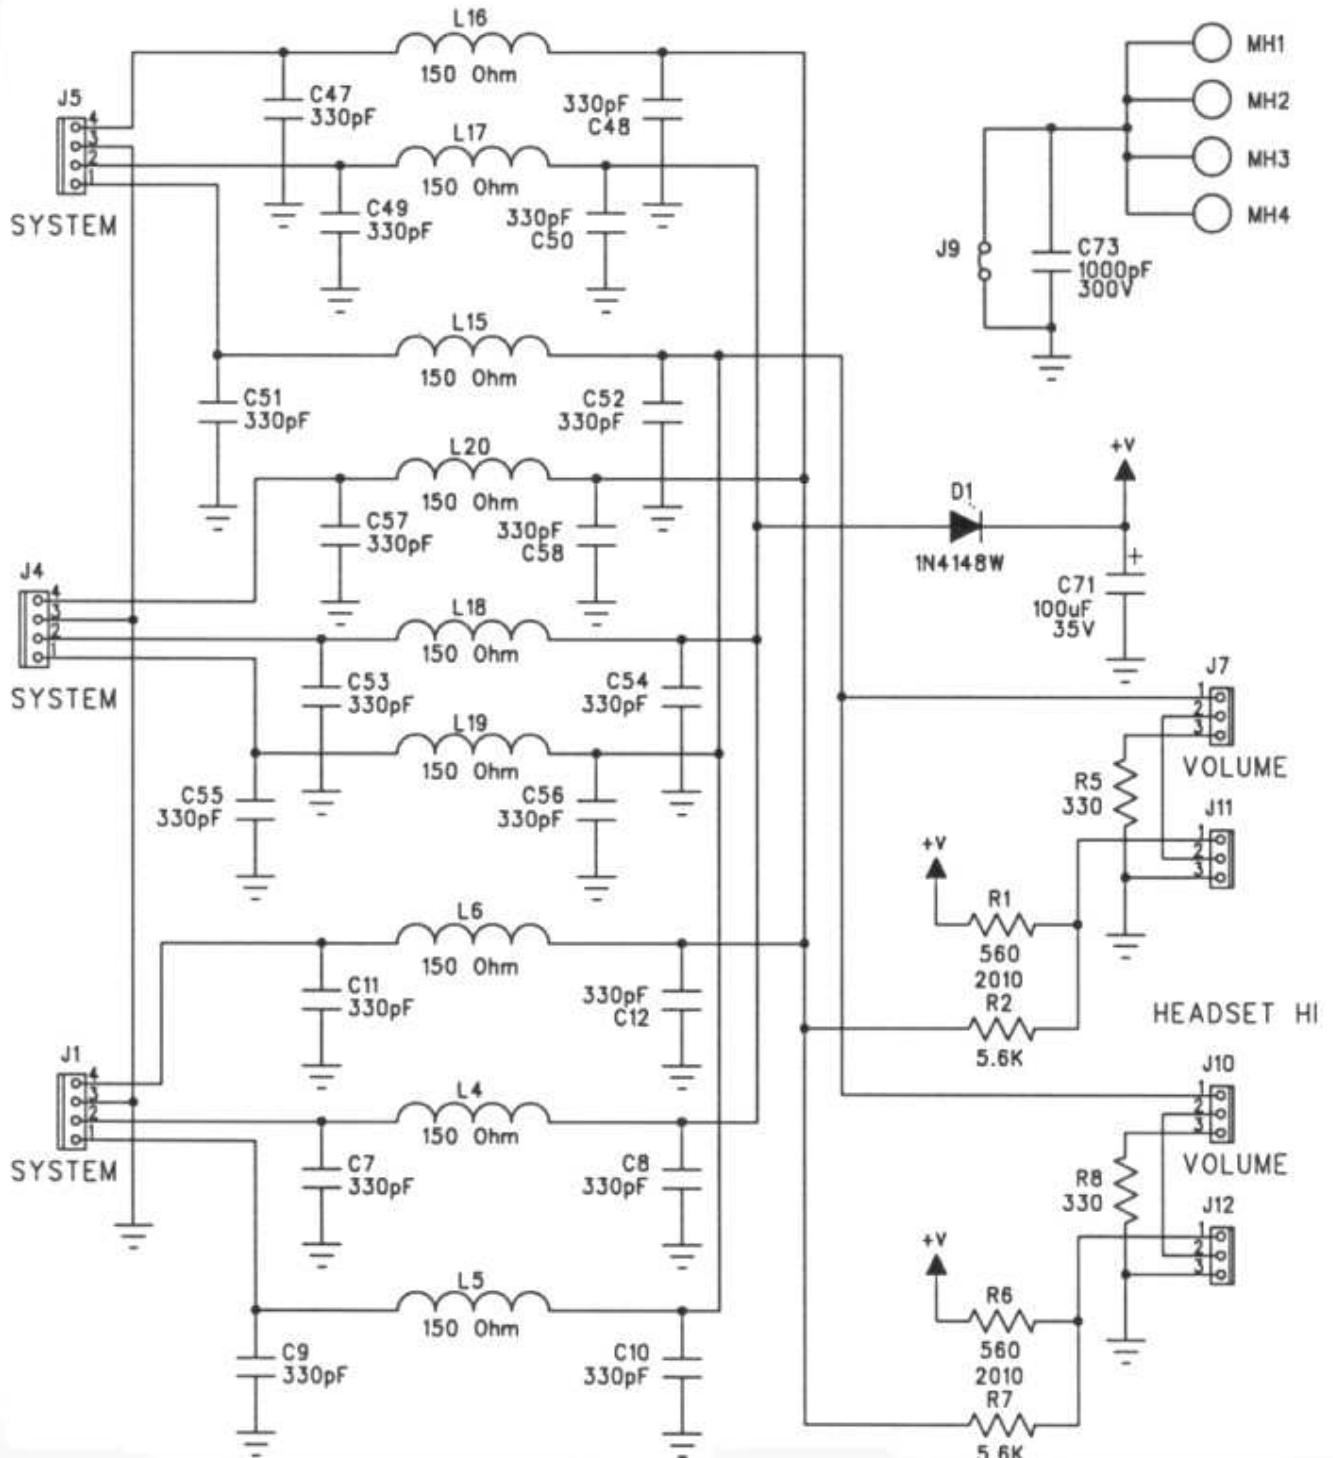 L16
150 Ohm
MH1
J5
C47
330pF
330pF
C48
MH2
4
3
2
1
L17
150 Ohm
MH3
SYSTEM
C49
330pF
330pF
C50
MH4
J9
C73
1000pF
300V
L15
150 Ohm
C51
330pF
C52
330pF
L20
150 Ohm
+V
D1
1N4148W
C57
330pF
330pF
C58
+
C71
100uF
35V
J4
4
3
2
1
L18
150 Ohm
SYSTEM
C53
330pF
C54
330pF
J7
1
2
3
VOLUME
L19
150 Ohm
C55
330pF
C56
330pF
R5
330
J11
1
2
3
+V
R1
560
2010
L6
150 Ohm
C11
330pF
330pF
C12
R2
5.6K
HEADSET HI
J1
4
3
2
1
L4
150 Ohm
J10
1
2
3
VOLUME
SYSTEM
C7
330pF
C8
330pF
R8
330
J12
1
2
3
+V
L5
150 Ohm
R6
560
2010
C9
330pF
C10
330pF
R7
5.6K